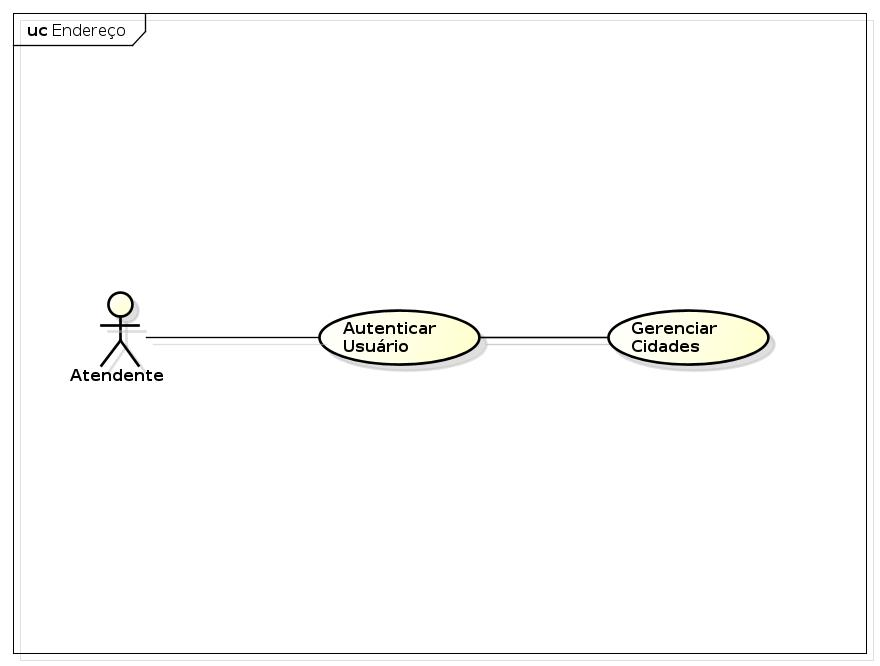 uc Endereço
Autenticar
Usuário
Gerenciar
Cidades
Atendente